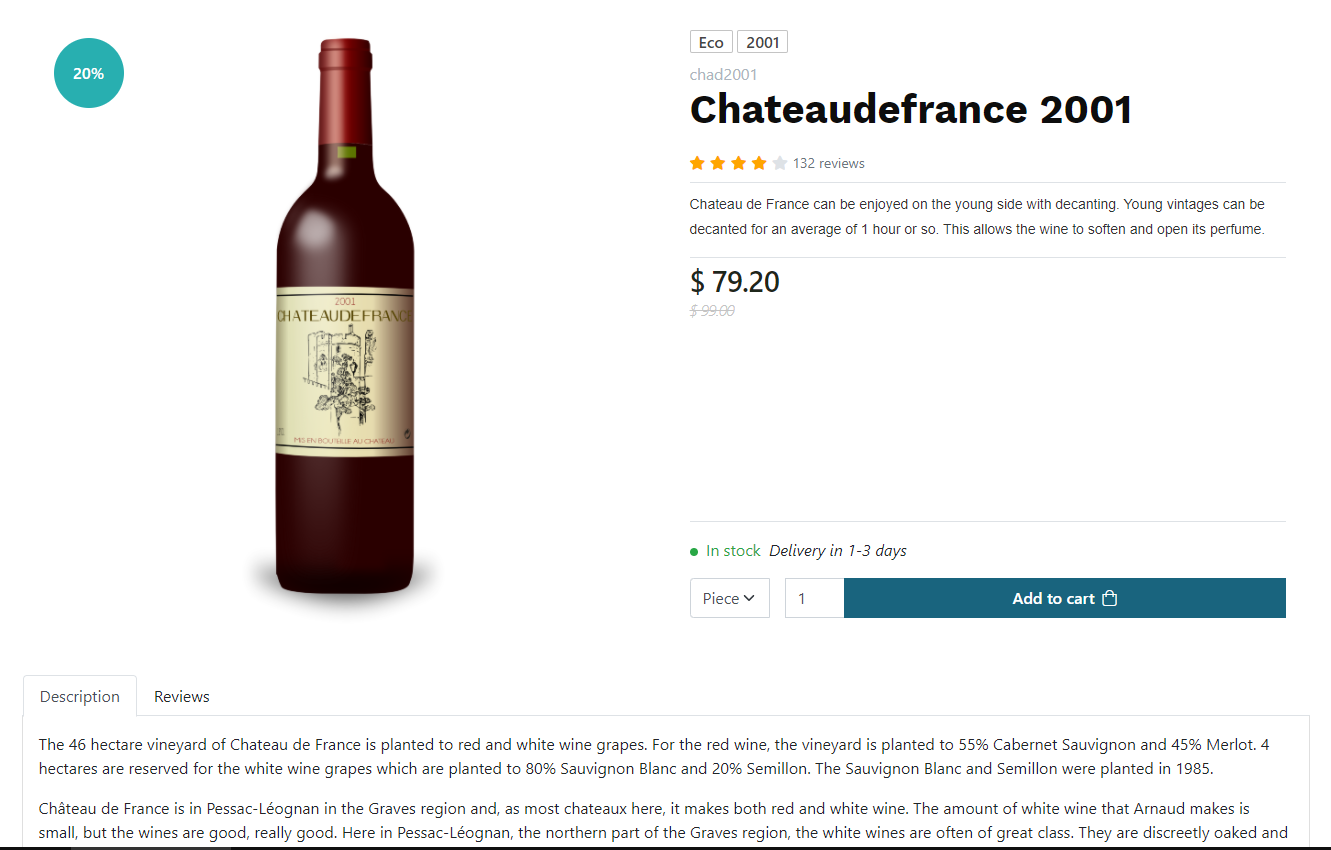 20%
2001
CHATEAUDEFRANCE
MIS EN BOUTEILLE AU CHATEAU
Eco 2001
chad2001
Chateaudefrance 2001
132 reviews
Chateau de France can be enjoyed on the young side with decanting. Young vintages can be
decanted for an average of 1 hour or so. This allows the wine to soften and open its perfume.
$ 79.20
$ 99.00
In stock Delivery in 1-3 days
Piece 1 Add to cart
Description Reviews
The 46 hectare vineyard of Chateau de France is planted to red and white wine grapes. For the red wine, the vineyard is planted to 55% Cabernet Sauvignon and 45% Merlot. 4
hectares are reserved for the white wine grapes which are planted to 80% Sauvignon Blanc and 20% Semillon. The Sauvignon Blanc and Semillon were planted in 1985.
Château de France is in Pessac-Léognan in the Graves region and, as most chateaux here, it makes both red and white wine. The amount of white wine that Arnaud makes is
small, but the wines are good, really good. Here in Pessac-Léognan, the northern part of the Graves region, the white wines are often of great class. They are discreetly oaked and